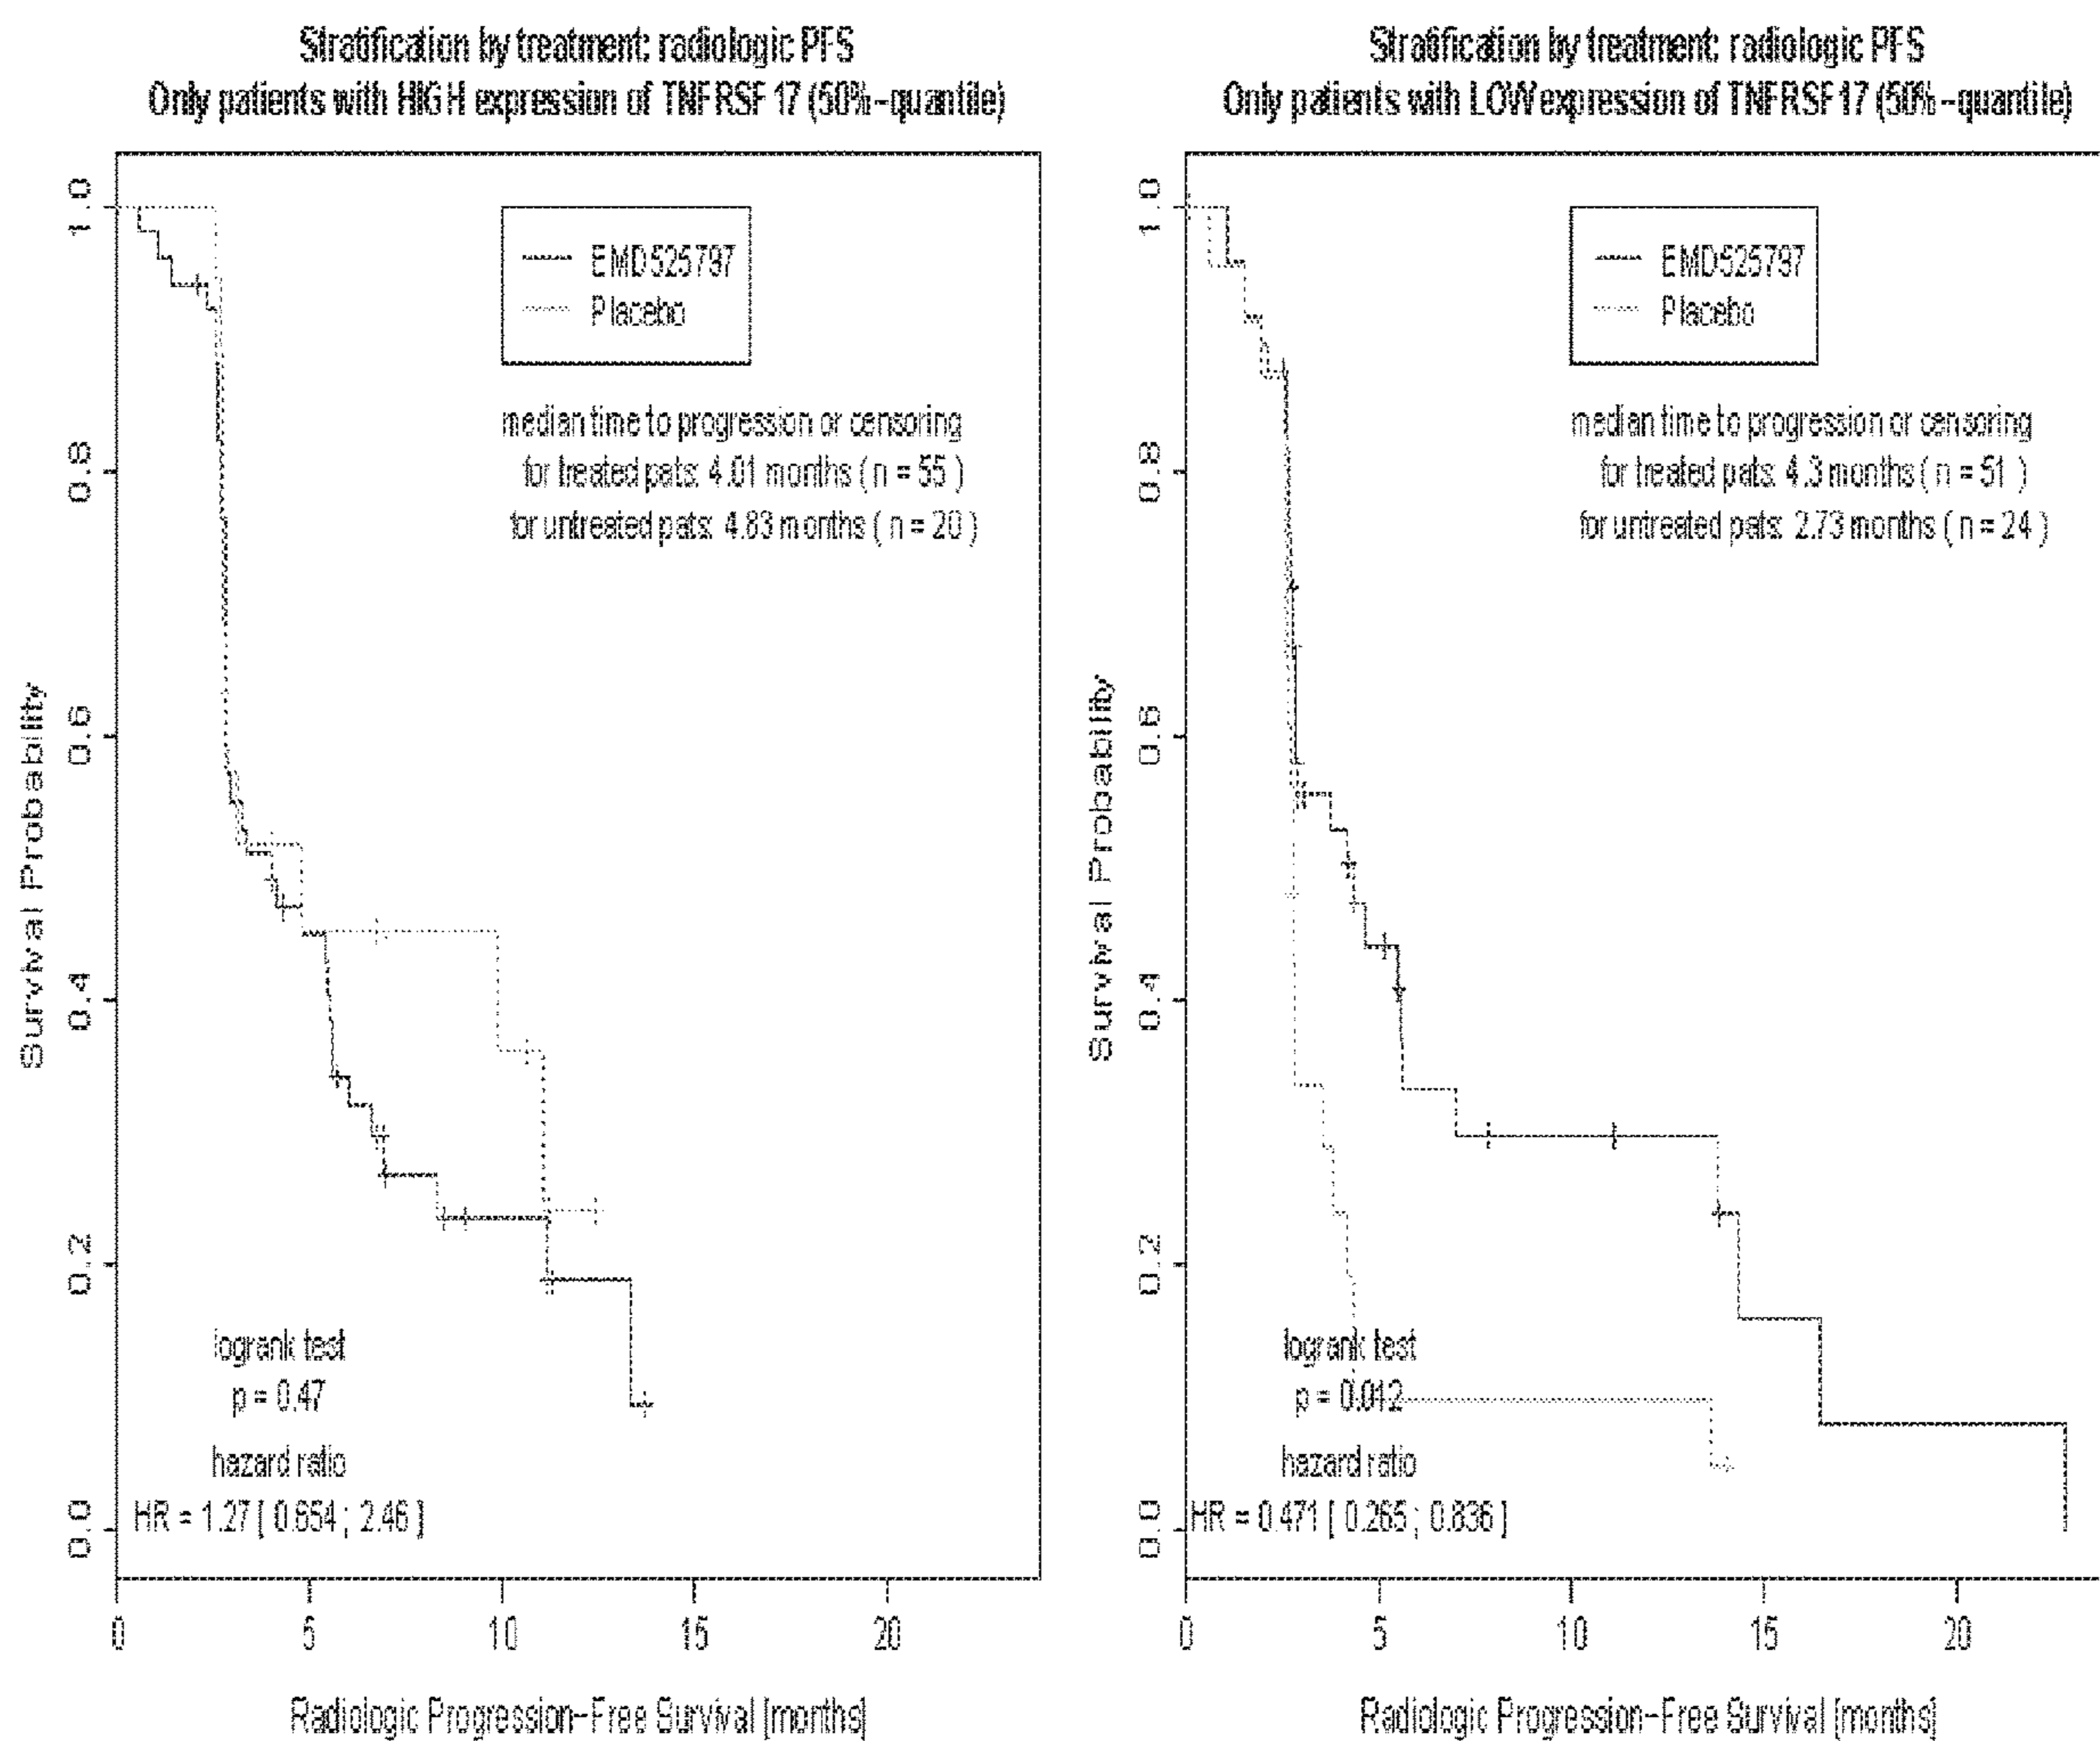 Stratification by treatment: radiologic PFS
Only patients with HIGH expression of TNFRSF17 (50%-quantile)
1.0
0.8
0.6
0.4
0.2
0.0
Survival Probability
EMD525797
Placebo
median time to progression or censoring
for treated pats: 4.01 months ( n = 55 )
for untreated pats: 4.83 months ( n = 20 )
logrank test
p = 0.47
hazard ratio
HR = 1.27 [ 0.654 ; 2.46 ]
0 5 10 15 20
Radiologic Progression-Free Survival [months]
Stratification by treatment: radiologic PFS
Only patients with LOW expression of TNFRSF17 (50%-quantile)
1.0
0.8
0.6
0.4
0.2
0.0
Survival Probability
EMD525797
Placebo
median time to progression or censoring
for treated pats: 4.3 months ( n = 51 )
for untreated pats: 2.73 months ( n = 24 )
logrank test
p = 0.012
hazard ratio
HR = 0.471 [ 0.265 ; 0.836 ]
0 5 10 15 20
Radiologic Progression-Free Survival [months]